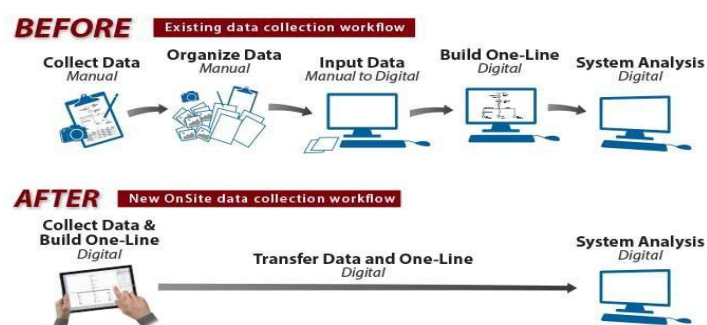 BEFORE Existing data collection workflow
Collect Data
Manual
Organize Data
Manual
Input Data
Manual to Digital
Build One-Line
Digital
System Analysis
Digital
AFTER New OnSite data collection workflow
Collect Data &
Build One-Line
Digital
Transfer Data and One-Line
Digital
System Analysis
Digital